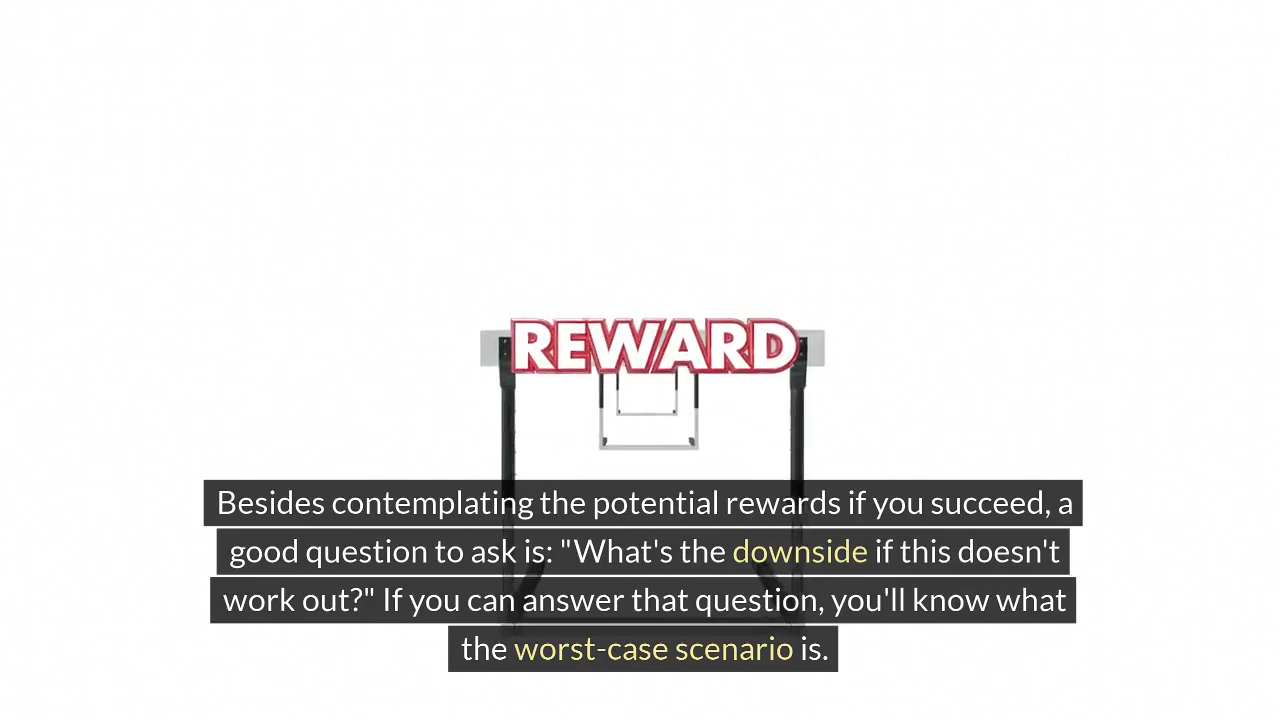 REWARD
Besides contemplating the potential rewards if you succeed, a
good question to ask is: "What's the downside if this doesn't
work out?" If you can answer that question, you'll know what
the worst-case scenario is.